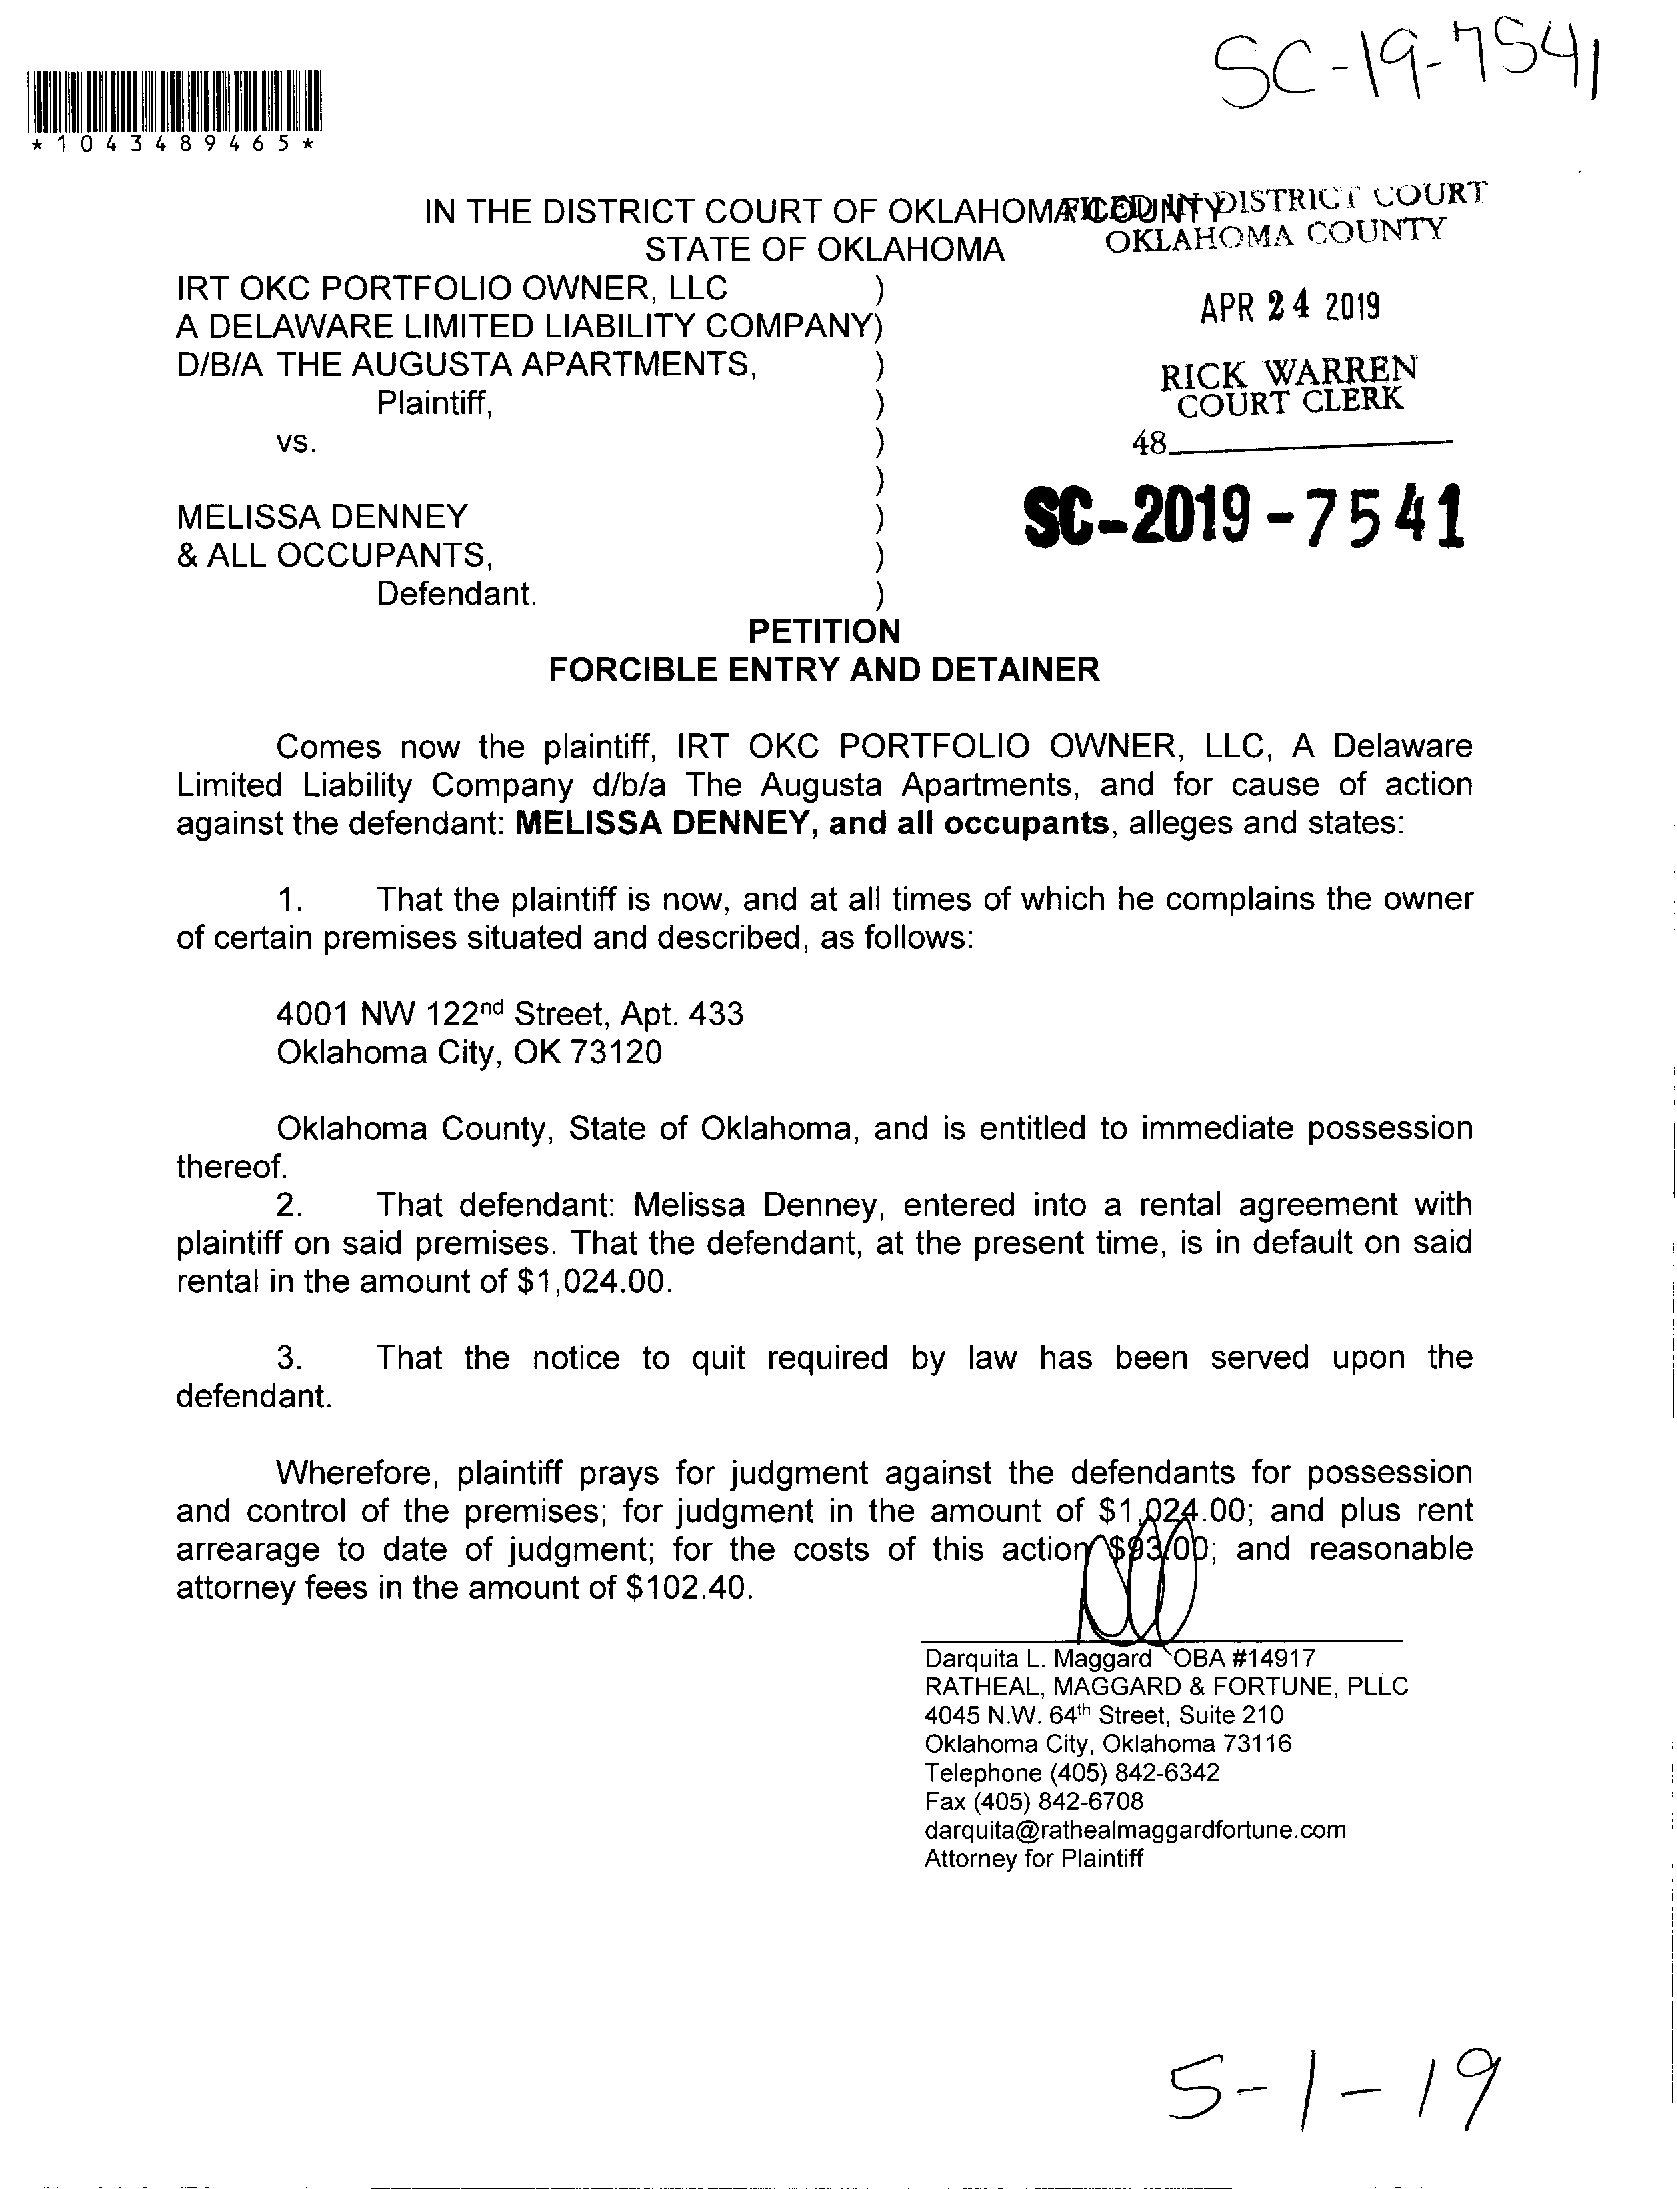 SC-19-7541
*1043489465*
IN THE DISTRICT COURT OF OKLAHOMA COUNTY
FILED IN DISTRICT COURT
STATE OF OKLAHOMA
OKLAHOMA COUNTY
IRT OKC PORTFOLIO OWNER, LLC )
A DELAWARE LIMITED LIABILITY COMPANY)
APR 24 2019
D/B/A THE AUGUSTA APARTMENTS, )
RICK WARREN
Plaintiff, )
COURT CLERK
vs. )
48
)
MELISSA DENNEY )
SC-2019-7541
& ALL OCCUPANTS, )
Defendant. )
PETITION
FORCIBLE ENTRY AND DETAINER
Comes now the plaintiff, IRT OKC PORTFOLIO OWNER, LLC, A Delaware
Limited Liability Company d/b/a The Augusta Apartments, and for cause of action
against the defendant: MELISSA DENNEY, and all occupants, alleges and states:
1. That the plaintiff is now, and at all times of which he complains the owner
of certain premises situated and described, as follows:
4001 NW 122nd Street, Apt. 433
Oklahoma City, OK 73120
Oklahoma County, State of Oklahoma, and is entitled to immediate possession
thereof.
2. That defendant: Melissa Denney, entered into a rental agreement with
plaintiff on said premises. That the defendant, at the present time, is in default on said
rental in the amount of $1,024.00.
3. That the notice to quit required by law has been served upon the
defendant.
Wherefore, plaintiff prays for judgment against the defendants for possession
and control of the premises; for judgment in the amount of $1,024.00; and plus rent
arrearage to date of judgment; for the costs of this action $93.00; and reasonable
attorney fees in the amount of $102.40.
Darquita L. Maggard OBA #14917
RATHEAL, MAGGARD & FORTUNE, PLLC
4045 N.W. 64th Street, Suite 210
Oklahoma City, Oklahoma 73116
Telephone (405) 842-6342
Fax (405) 842-6708
darquita@rathealmaggardfortune.com
Attorney for Plaintiff
5-1-19